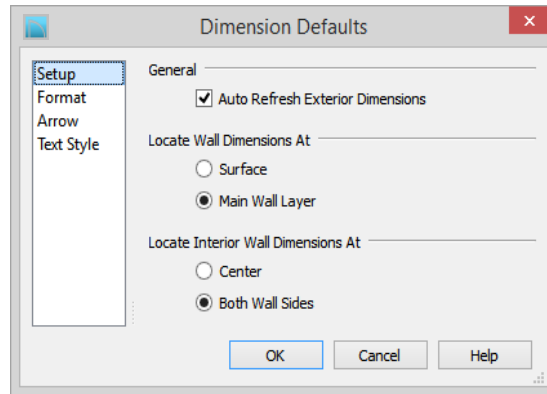 Dimension Defaults
Setup
Format
Arrow
Text Style
General
Auto Refresh Exterior Dimensions
Locate Wall Dimensions At
Surface
Main Wall Layer
Locate Interior Wall Dimensions At
Center
Both Wall Sides
OK
Cancel
Help